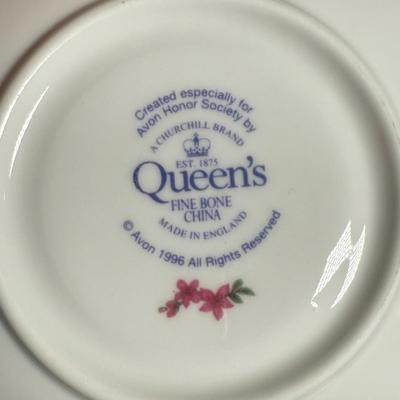 Created especially for
Avon Honor Society by
A CHURCHILL BRAND
EST. 1875
Queen's
FINE BONE
CHINA
MADE IN ENGLAND
© Avon 1996 All Rights Reserved